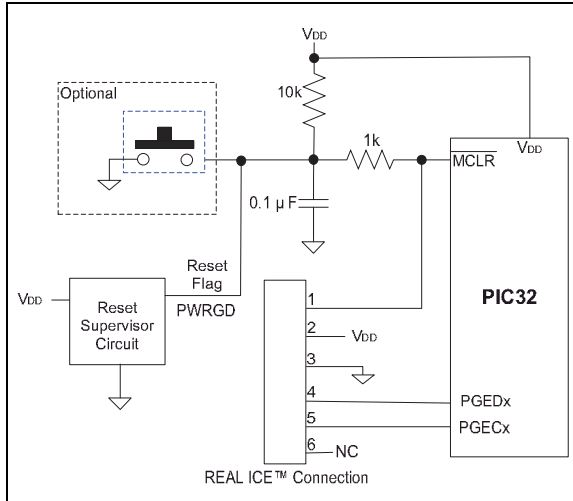 VDD
Optional
10k
1k
VDD
MCLR
0.1 µF
Reset
Flag
PWRGD
VDD
Reset
Supervisor
Circuit
PIC32
1
2
VDD
3
4
PGEDx
5
PGECx
6
NC
REAL ICE™ Connection